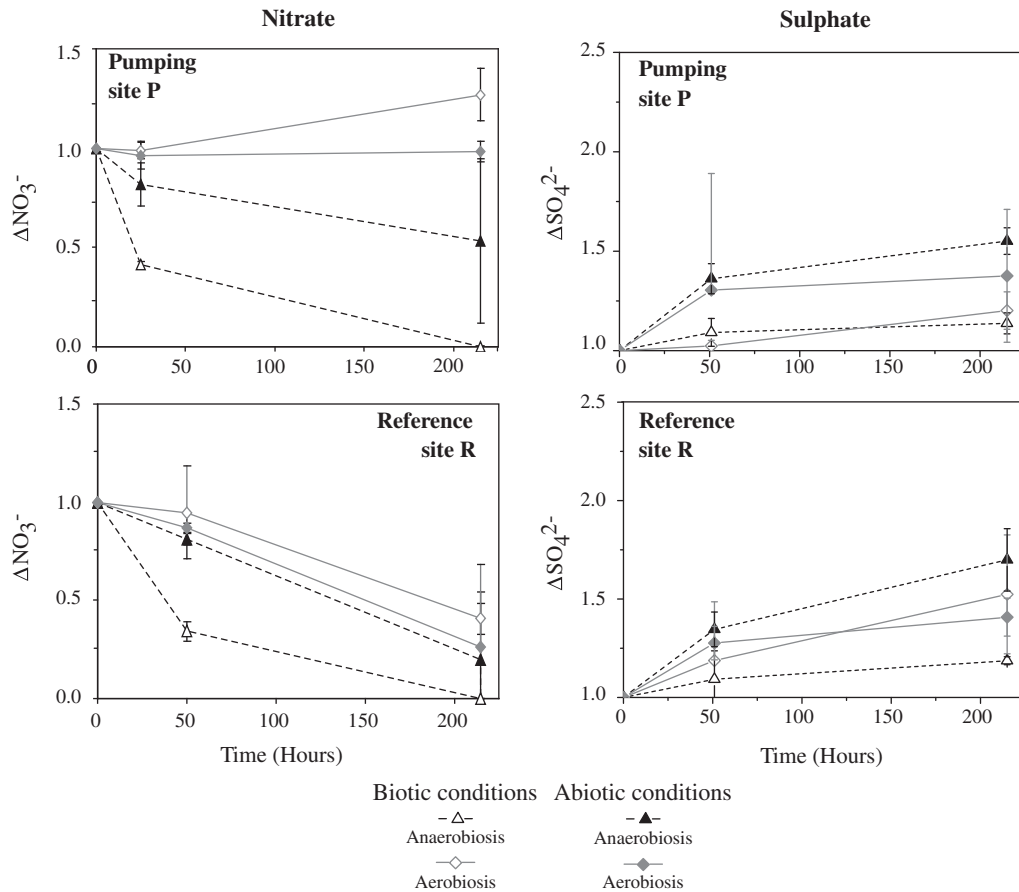 Nitrate
Sulphate
1.5
1.0
0.5
0.0
ΔNO3-
Pumping
site P
0
0
50
100
150
200
2.5
2.0
1.5
1.0
ΔSO42-
Pumping
site P
0
50
100
150
200
1.5
1.0
0.5
0.0
ΔNO3-
Reference
site R
0
50
100
150
200
Time (Hours)
2.5
2.0
1.5
1.0
ΔSO42-
Reference
site R
0
50
100
150
200
Time (Hours)
Biotic conditions Abiotic conditions
Anaerobiosis Anaerobiosis
Aerobiosis Aerobiosis